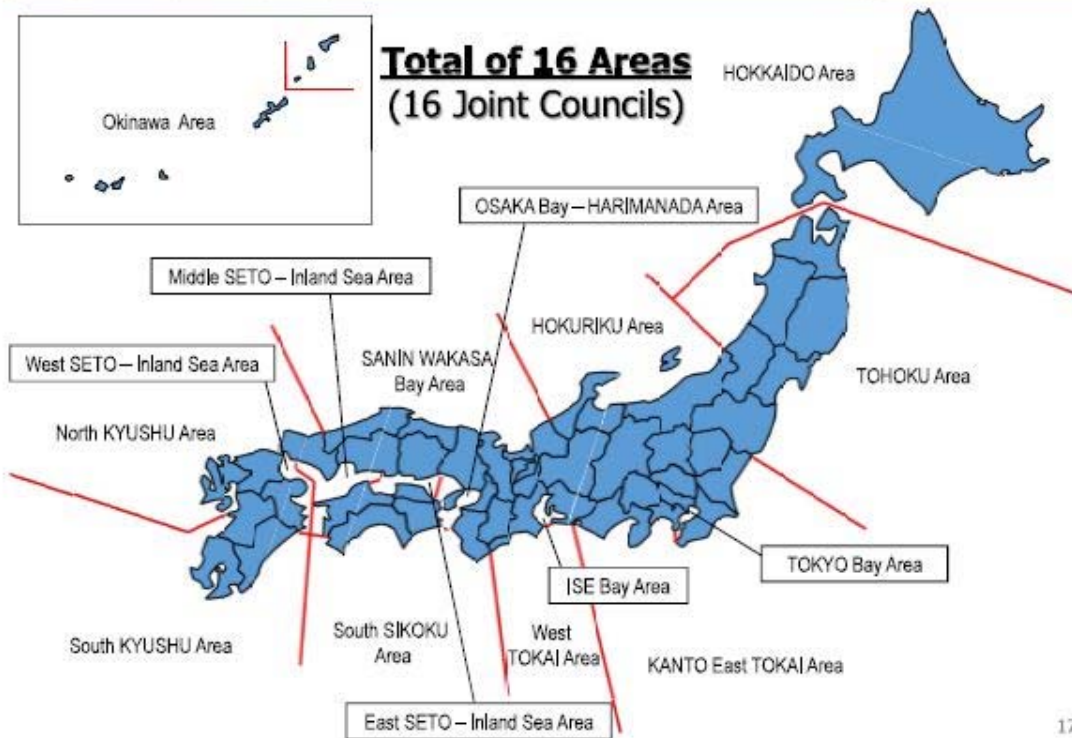 Total of 16 Areas
(16 Joint Councils)
HOKKAIDO Area
Okinawa Area
OSAKA Bay – HARIMANADA Area
Middle SETO – Inland Sea Area
HOKURIKU Area
West SETO – Inland Sea Area
SANIN WAKASA
Bay Area
TOHOKU Area
North KYUSHU Area
TOKYO Bay Area
ISE Bay Area
South KYUSHU Area
South SIKOKU
Area
West
TOKAI Area
KANTO East TOKAI Area
East SETO – Inland Sea Area
17